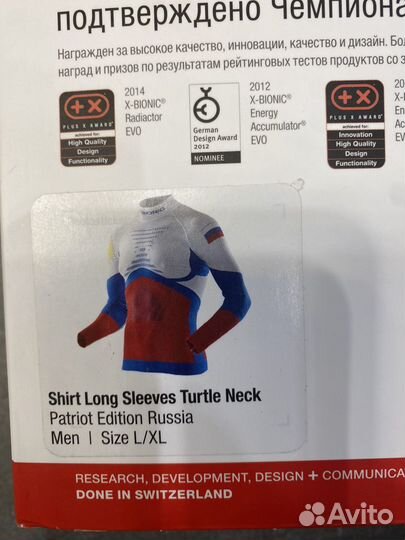 подтверждено Чемпиона
Награжден за высокое качество, инновации, качество и дизайн.
наград и призов по результатам рейтинговых тестов продуктов со
PLUS X AWARD
achieved for:
High Quality
Design
Functionality
2014
X-BIONIC®
Radiactor
EVO
German
Design Award
2012
NOMINEE
2012
X-BIONIC®
Energy
Accumulator®
EVO
PLUS X AWARD
achieved for:
Innovation
High Quality
Design
Functionality
Shirt Long Sleeves Turtle Neck
Patriot Edition Russia
Men | Size L/XL
RESEARCH, DEVELOPMENT, DESIGN + COMMUNICA
DONE IN SWITZERLAND
Avito